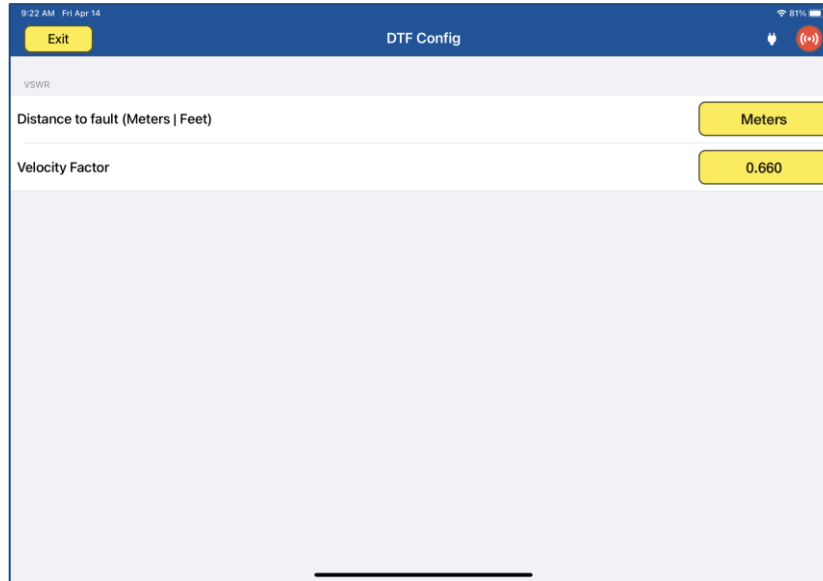 9:22 AM Fri Apr 14
81%
Exit
DTF Config
VSWR
Distance to fault (Meters | Feet)
Meters
Velocity Factor
0.660